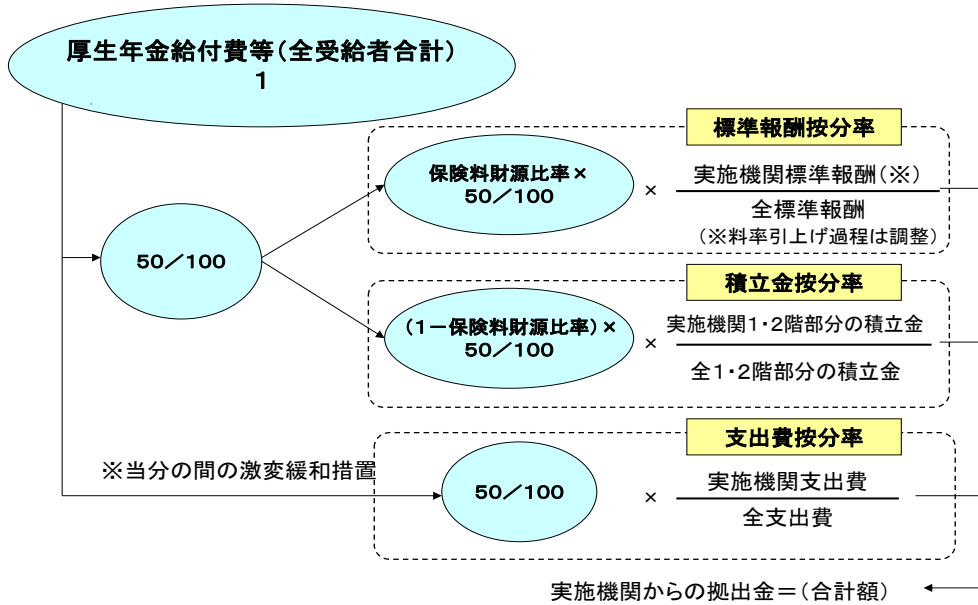 厚生年金給付費等(全受給者合計)
1
標準報酬按分率
保険料財源比率×
50/100
×
実施機関標準報酬(※)
全標準報酬
(※料率引上げ過程は調整)
50/100
積立金按分率
(1-保険料財源比率)×
50/100
×
実施機関1・2階部分の積立金
全1・2階部分の積立金
支出費按分率
※当分の間の激変緩和措置
50/100
×
実施機関支出費
全支出費
実施機関からの拠出金=(合計額)